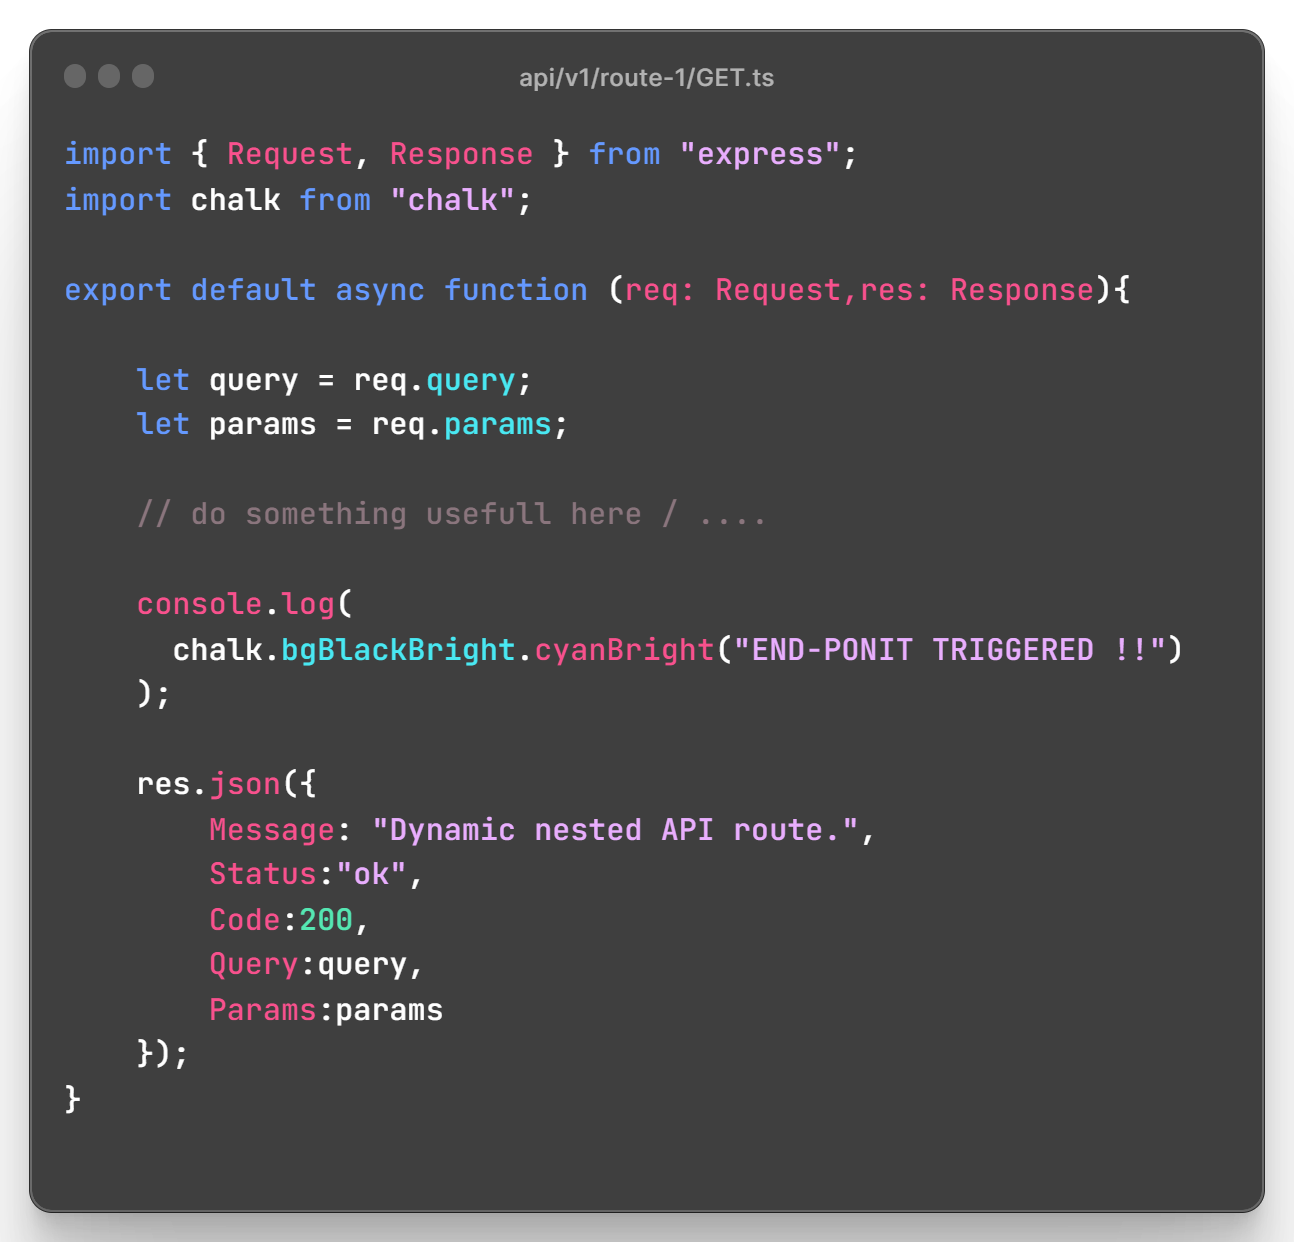 api/v1/route-1/GET.ts
import { Request, Response } from "express";
import chalk from "chalk";
export default async function (req: Request,res: Response){
let query = req.query;
let params = req.params;
// do something usefull here / ....
console.log(
chalk.bgBlackBright.cyanBright("END-PONIT TRIGGERED !!")
);
res.json({
Message: "Dynamic nested API route.",
Status:"ok",
Code:200,
Query:query,
Params:params
});
}